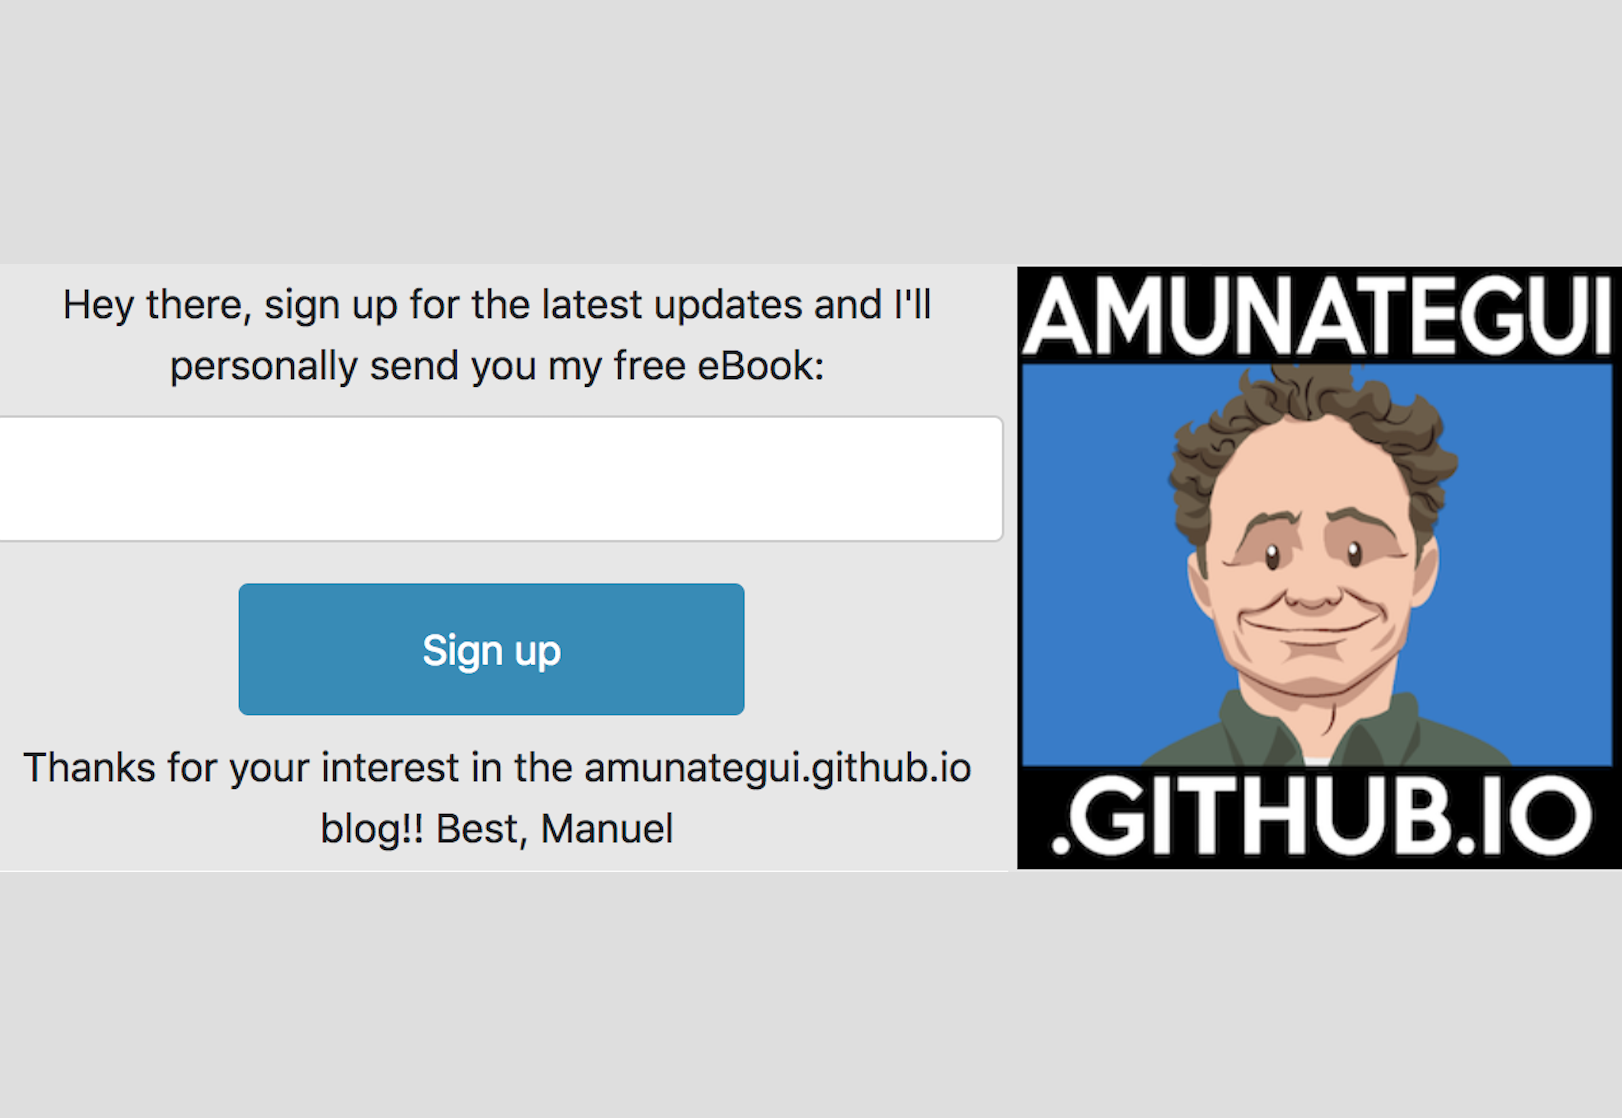 Hey there, sign up for the latest updates and I'll
personally send you my free eBook:
Sign up
Thanks for your interest in the amunategui.github.io
blog!! Best, Manuel
AMUNATEGUI
.GITHUB.IO